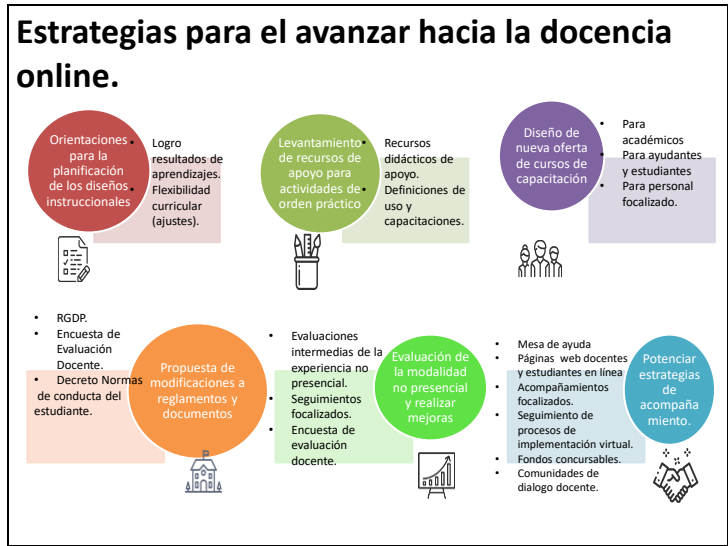 Estrategias para el avanzar hacia la docencia
online.
Orientaciones
para la
planificación
de los diseños
instruccionales
• Logro
resultados de
aprendizajes.
• Flexibilidad
curricular
(ajustes).
Levantamiento
de recursos de
apoyo para
actividades de
orden práctico
• Recursos
didácticos de
apoyo.
• Definiciones de
uso y
capacitaciones.
Diseño de
nueva oferta
de cursos de
capacitación
• Para
académicos
• Para ayudantes
y estudiantes
• Para personal
focalizado.
• RGDP.
• Encuesta de
Evaluación
Docente.
• Decreto Normas
de conducta del
estudiante.
Propuesta de
modificaciones a
reglamentos y
documentos
• Evaluaciones
intermedias de la
experiencia no
presencial.
• Seguimientos
focalizados.
• Encuesta de
evaluación
docente.
Evaluación de
la modalidad
no presencial
y realizar
mejoras
• Mesa de ayuda
• Páginas web docentes
y estudiantes en línea
• Acompañamientos
focalizados.
• Seguimiento de
procesos de
implementación virtual.
• Fondos concursables.
• Comunidades de
dialogo docente.
Potenciar
estrategias
de
acompaña
miento.